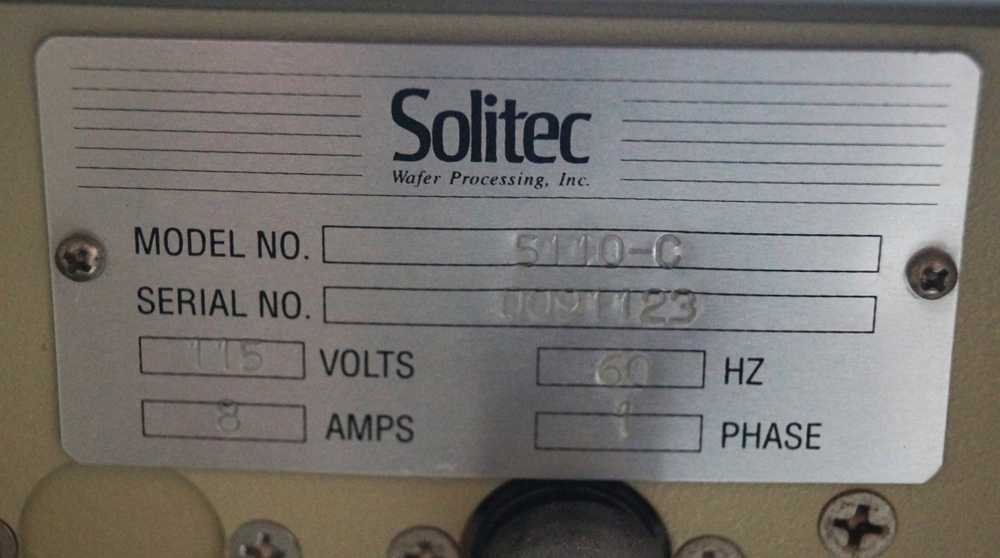 Solitec
Wafer Processing, Inc.
MODEL NO. 5110-C
SERIAL NO. 0091123
115 VOLTS 60 HZ
8 AMPS 1 PHASE